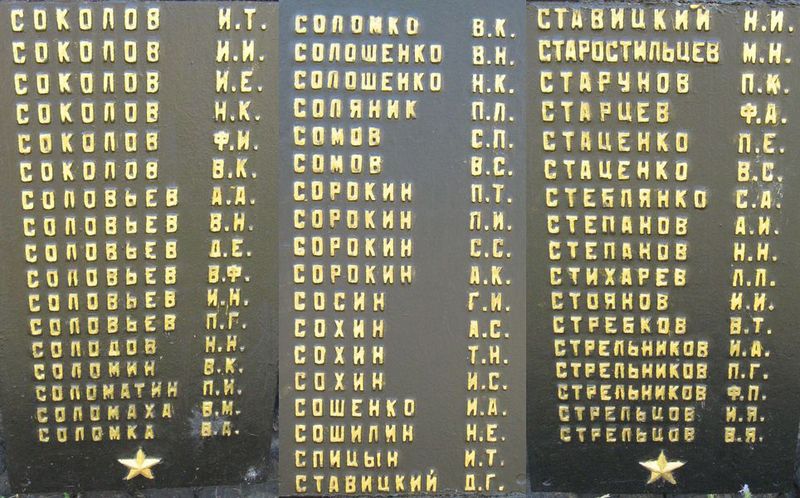 СОКОЛОВ И.Т.
СОКОЛОВ И.И.
СОКОЛОВ И.Е.
СОКОЛОВ Н.К.
СОКОЛОВ Ф.И.
СОКОЛОВ В.К.
СОЛОВЬЕВ А.А.
СОЛОВЬЕВ В.Н.
СОЛОВЬЕВ Д.Е.
СОЛОВЬЕВ В.Ф.
СОЛОВЬЕВ И.Н.
СОЛОВЬЕВ П.Г.
СОЛОДОВ Н.Н.
СОЛОМИН В.К.
СОЛОМАТИН П.И.
СОЛОМАХА В.М.
СОЛОМКА В.А.
СОЛОМКО В.К.
СОЛОШЕНКО В.Н.
СОЛОШЕНКО Н.К.
СОЛЯНИК П.Л.
СОМОВ С.П.
СОМОВ В.С.
СОРОКИН П.Т.
СОРОКИН П.И.
СОРОКИН С.С.
СОРОКИН А.К.
СОСИН Г.И.
СОХИН А.С.
СОХИН Т.Н.
СОХИН И.С.
СОШЕНКО И.А.
СОШИЛИН Н.Е.
СПИЦЫН И.Т.
СТАВИЦКИЙ Д.Г.
СТАВИЦКИЙ Н.И.
СТАРОСТИЛЬЦЕВ М.Н.
СТАРУНОВ П.К.
СТАРЦЕВ Ф.А.
СТАЦЕНКО П.Е.
СТАЦЕНКО В.С.
СТЕБЛЯНКО С.А.
СТЕПАНОВ А.И.
СТЕПАНОВ Н.Н.
СТИХАРЕВ Л.П.
СТОЯНОВ И.И.
СТРЕБКОВ В.Т.
СТРЕЛЬНИКОВ И.А.
СТРЕЛЬНИКОВ П.Г.
СТРЕЛЬНИКОВ Ф.П.
СТРЕЛЬЦОВ И.Я.
СТРЕЛЬЦОВ В.Я.